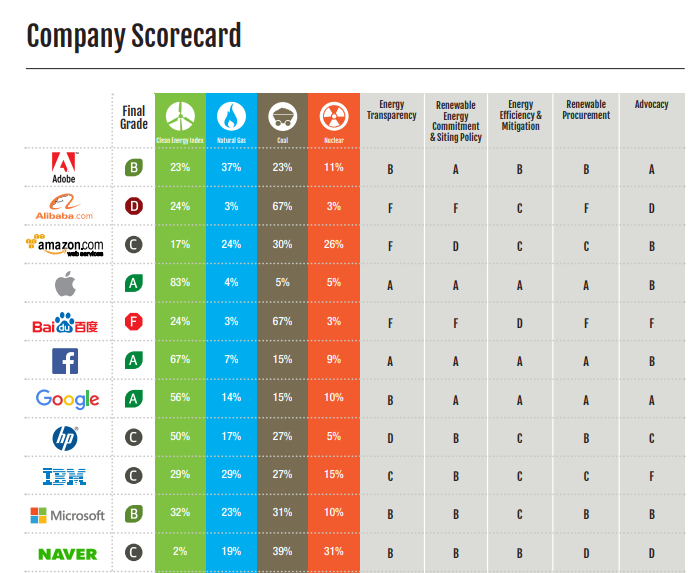 Company Scorecard
Final Grade Clean Energy Index Natural Gas Coal Nuclear Energy Transparency Renewable Energy Commitment & Siting Policy Energy Efficiency & Mitigation Renewable Procurement Advocacy
Adobe B 23% 37% 23% 11% B A B B A
Alibaba.com D 24% 3% 67% 3% F F C F D
amazon.com web services C 17% 24% 30% 26% F D C C B
A 83% 4% 5% 5% A A A A B
Bai du 百度 F 24% 3% 67% 3% F F D F F
f A 67% 7% 15% 9% A A A A B
Google A 56% 14% 15% 10% B A A A A
hp C 50% 17% 27% 5% D B C B C
IBM C 29% 29% 27% 15% C B C C F
Microsoft B 32% 23% 31% 10% B B C B B
NAVER C 2% 19% 39% 31% B B B D D